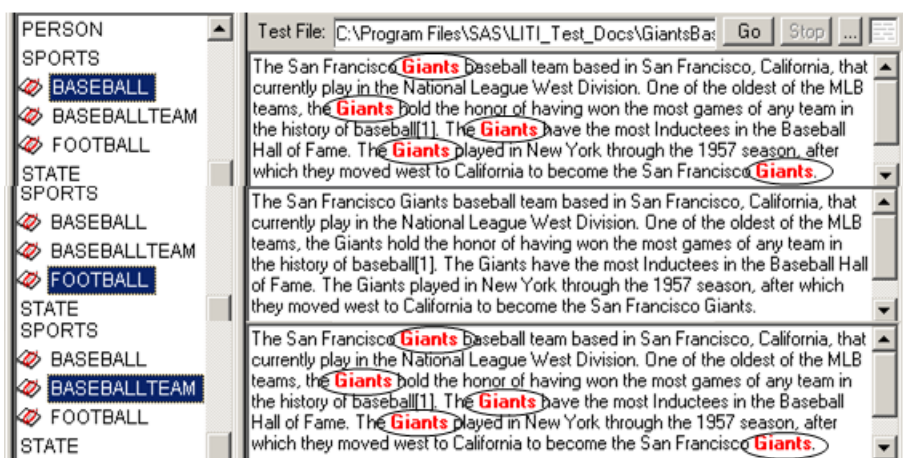 PERSON
SPORTS
BASEBALL
BASEBALLTEAM
FOOTBALL
STATE
Test File: C:\Program Files\SAS\LITI_Test_Docs\GiantsBas Go Stop ...
The San Francisco Giants baseball team based in San Francisco, California, that
currently play in the National League West Division. One of the oldest of the MLB
teams, the Giants hold the honor of having won the most games of any team in
the history of baseball[1]. The Giants have the most Inductees in the Baseball
Hall of Fame. The Giants played in New York through the 1957 season, after
which they moved west to California to become the San Francisco Giants.
SPORTS
BASEBALL
BASEBALLTEAM
FOOTBALL
STATE
The San Francisco Giants baseball team based in San Francisco, California, that
currently play in the National League West Division. One of the oldest of the MLB
teams, the Giants hold the honor of having won the most games of any team in
the history of baseball[1]. The Giants have the most Inductees in the Baseball Hall
of Fame. The Giants played in New York through the 1957 season, after which
they moved west to California to become the San Francisco Giants.
SPORTS
BASEBALL
BASEBALLTEAM
FOOTBALL
STATE
The San Francisco Giants baseball team based in San Francisco, California, that
currently play in the National League West Division. One of the oldest of the MLB
teams, the Giants hold the honor of having won the most games of any team in
the history of baseball[1]. The Giants have the most Inductees in the Baseball
Hall of Fame. The Giants played in New York through the 1957 season, after
which they moved west to California to become the San Francisco Giants.